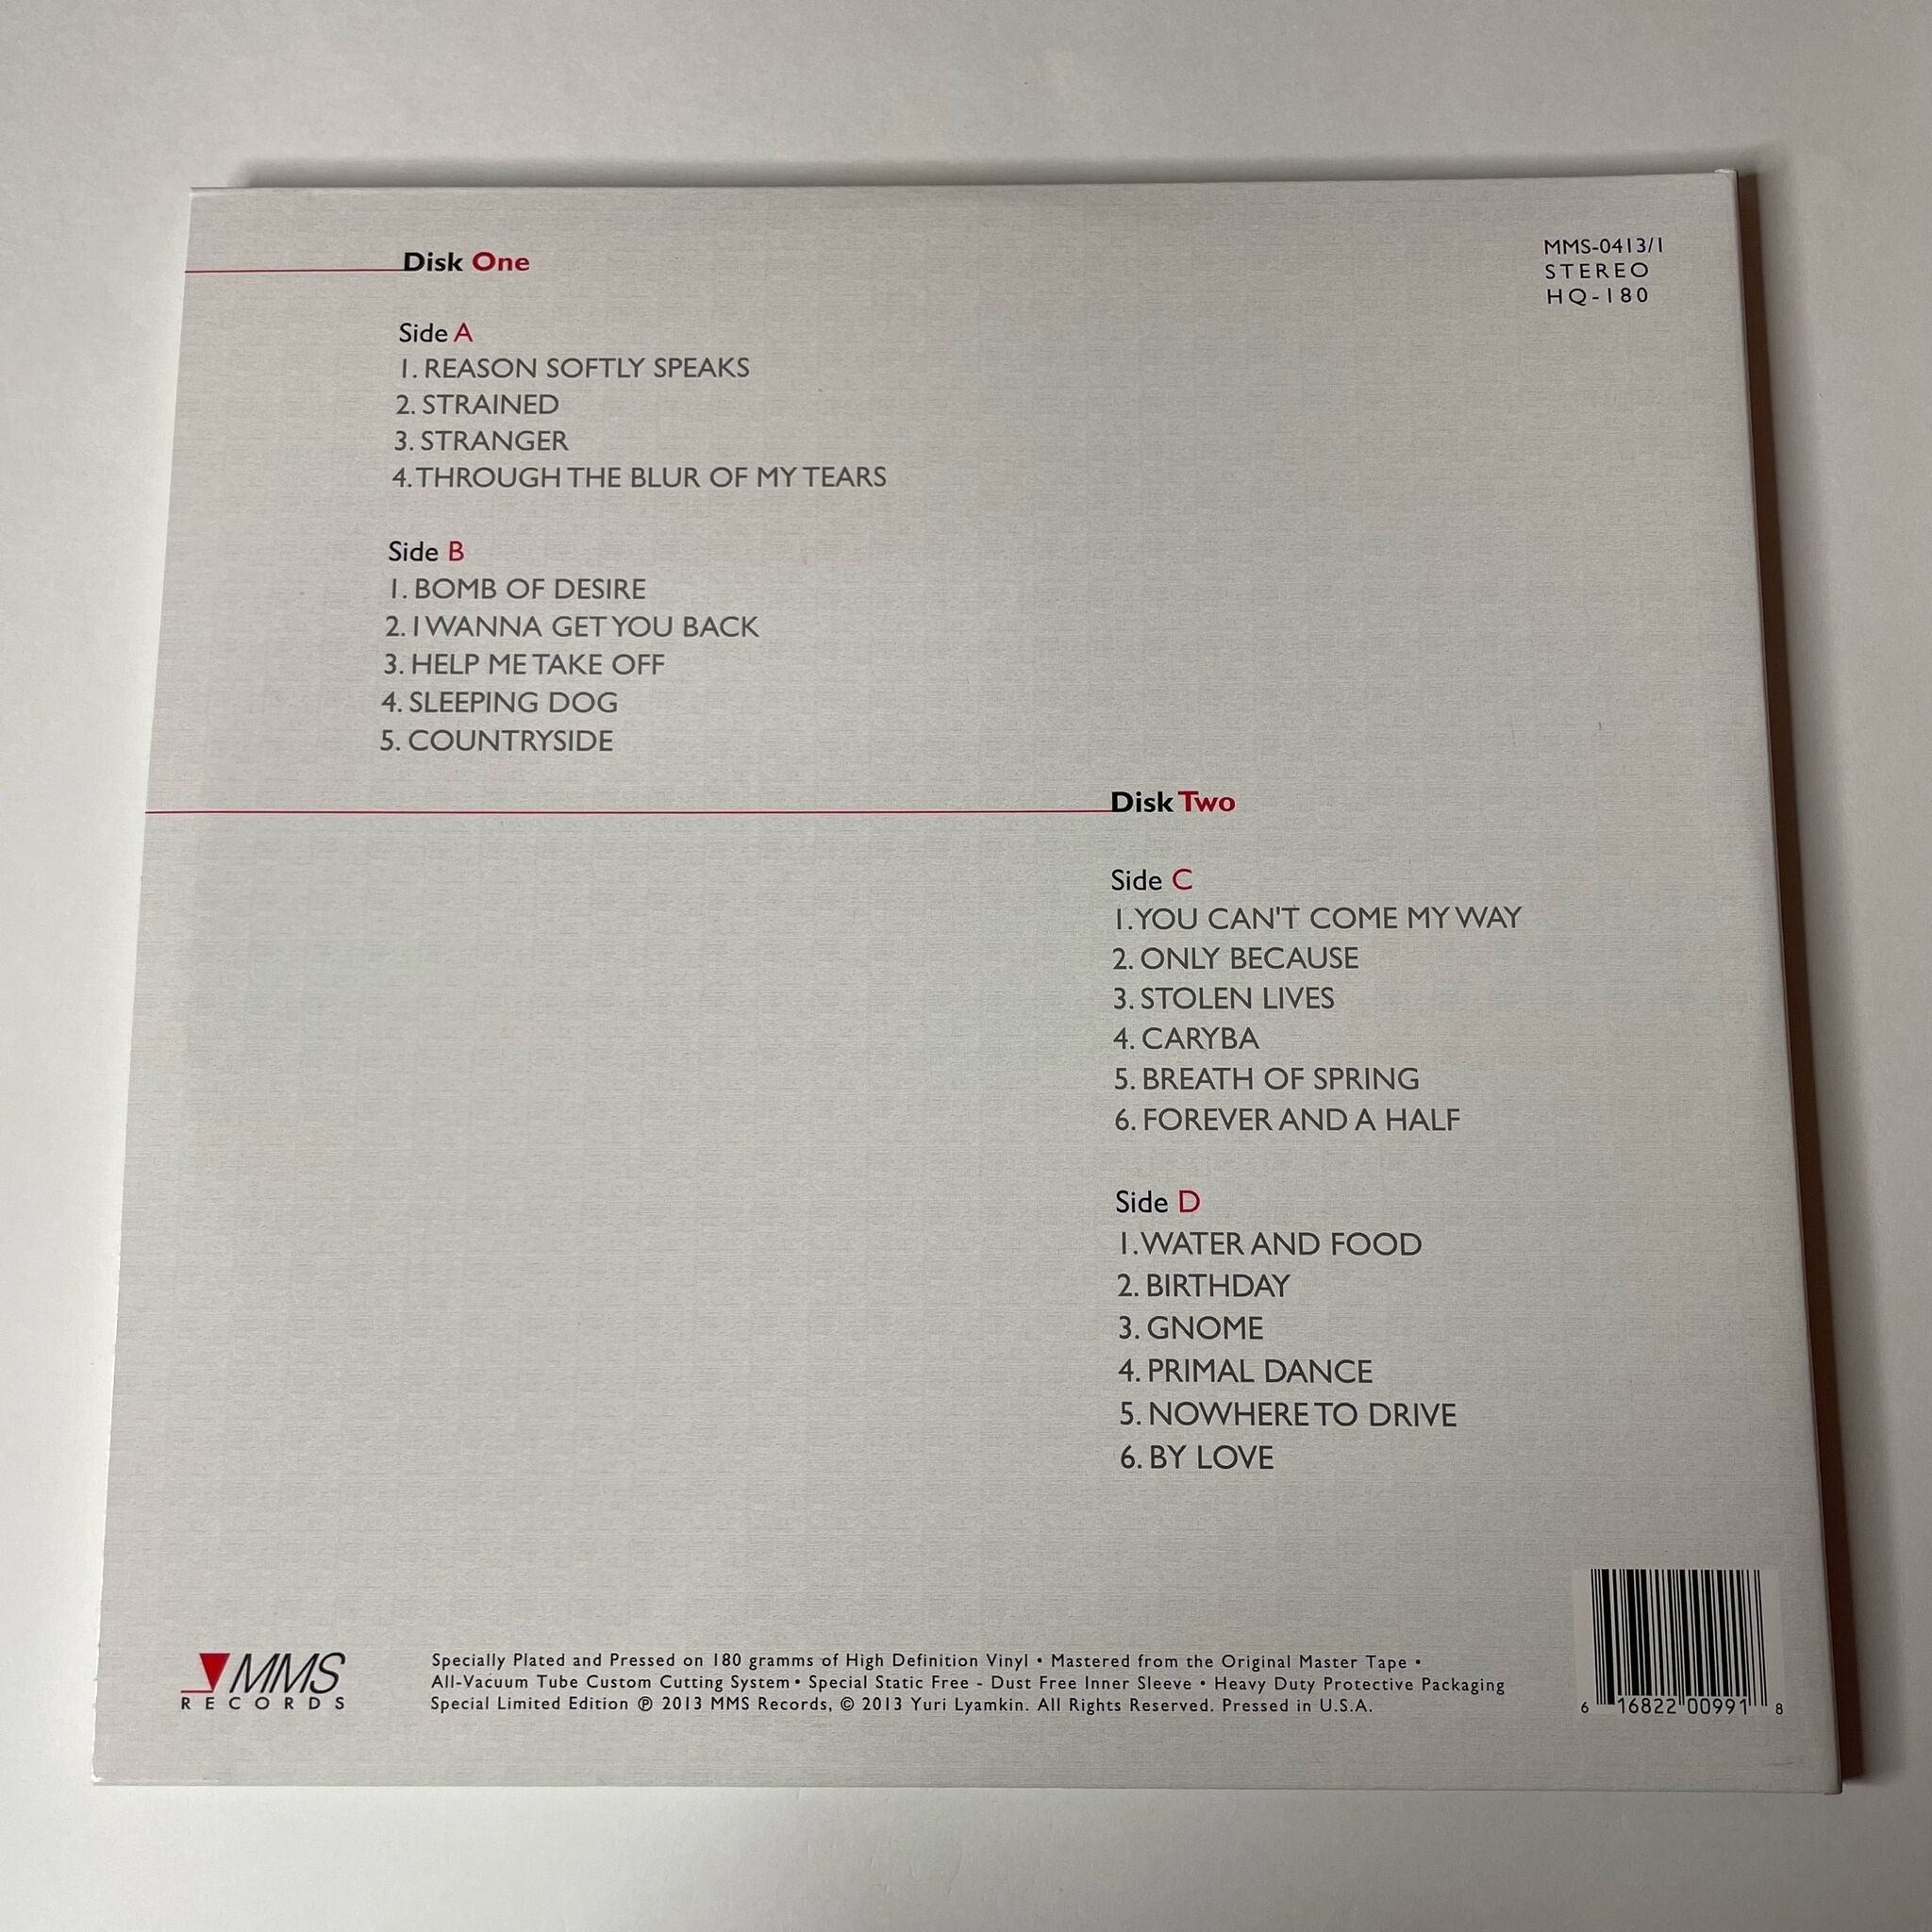 Disk One
MMS-0413/1
STEREO
HQ-180
Side A
1. REASON SOFTLY SPEAKS
2. STRAINED
3. STRANGER
4. THROUGH THE BLUR OF MY TEARS
Side B
1. BOMB OF DESIRE
2. I WANNA GET YOU BACK
3. HELP ME TAKE OFF
4. SLEEPING DOG
5. COUNTRYSIDE
Disk Two
Side C
1. YOU CAN'T COME MY WAY
2. ONLY BECAUSE
3. STOLEN LIVES
4. CARYBA
5. BREATH OF SPRING
6. FOREVER AND A HALF
Side D
1. WATER AND FOOD
2. BIRTHDAY
3. GNOME
4. PRIMAL DANCE
5. NOWHERE TO DRIVE
6. BY LOVE
MMS
RECORDS
Specially Plated and Pressed on 180 gramms of High Definition Vinyl • Mastered from the Original Master Tape •
All-Vacuum Tube Custom Cutting System • Special Static Free - Dust Free Inner Sleeve • Heavy Duty Protective Packaging
Special Limited Edition ℗ 2013 MMS Records, © 2013 Yuri Lyamkin. All Rights Reserved. Pressed in U.S.A.
6 16822 00991 8